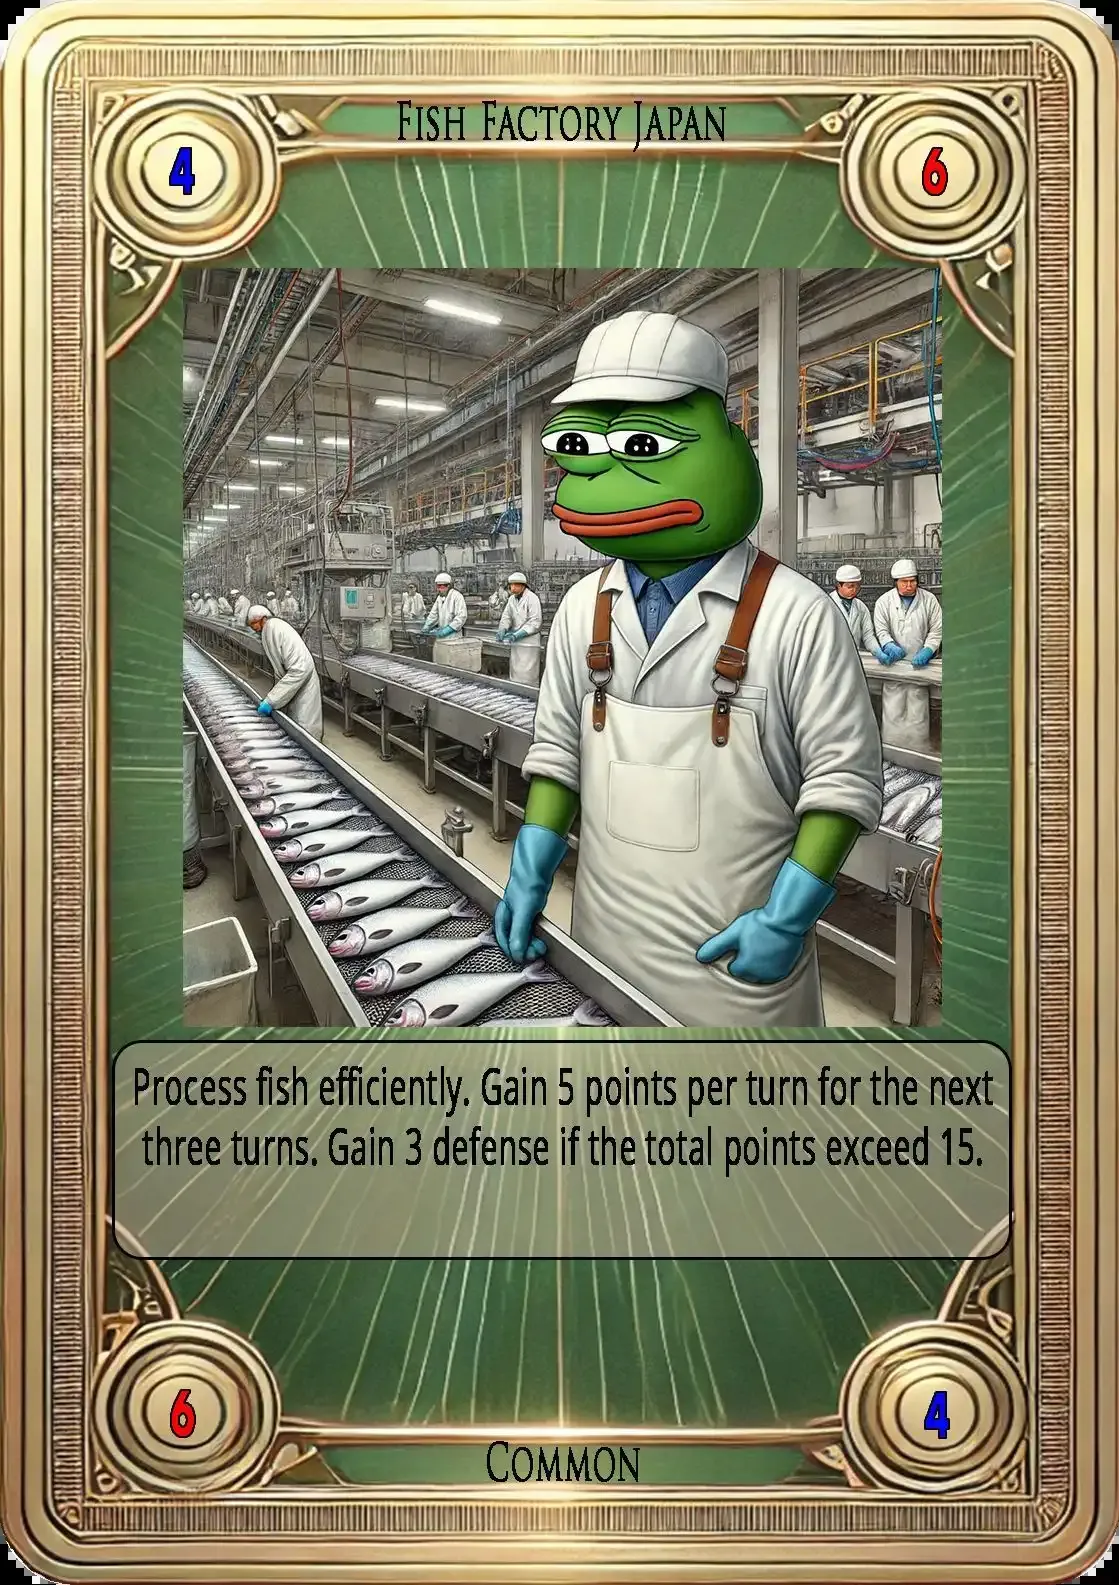 Fish Factory Japan
4
6
Process fish efficiently. Gain 5 points per turn for the next
three turns. Gain 3 defense if the total points exceed 15.
6
4
Common